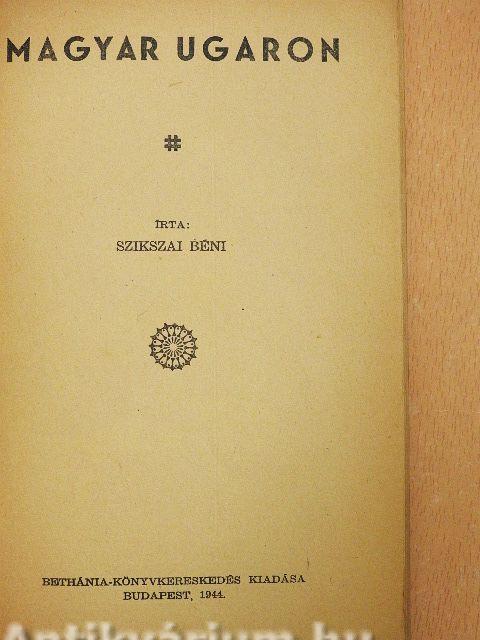 MAGYAR UGARON
#
ÍRTA:
SZIKSZAI BÉNI
BETHÁNIA-KÖNYVKERESKEDÉS KIADÁSA
BUDAPEST, 1944.
Antikvárium.hu